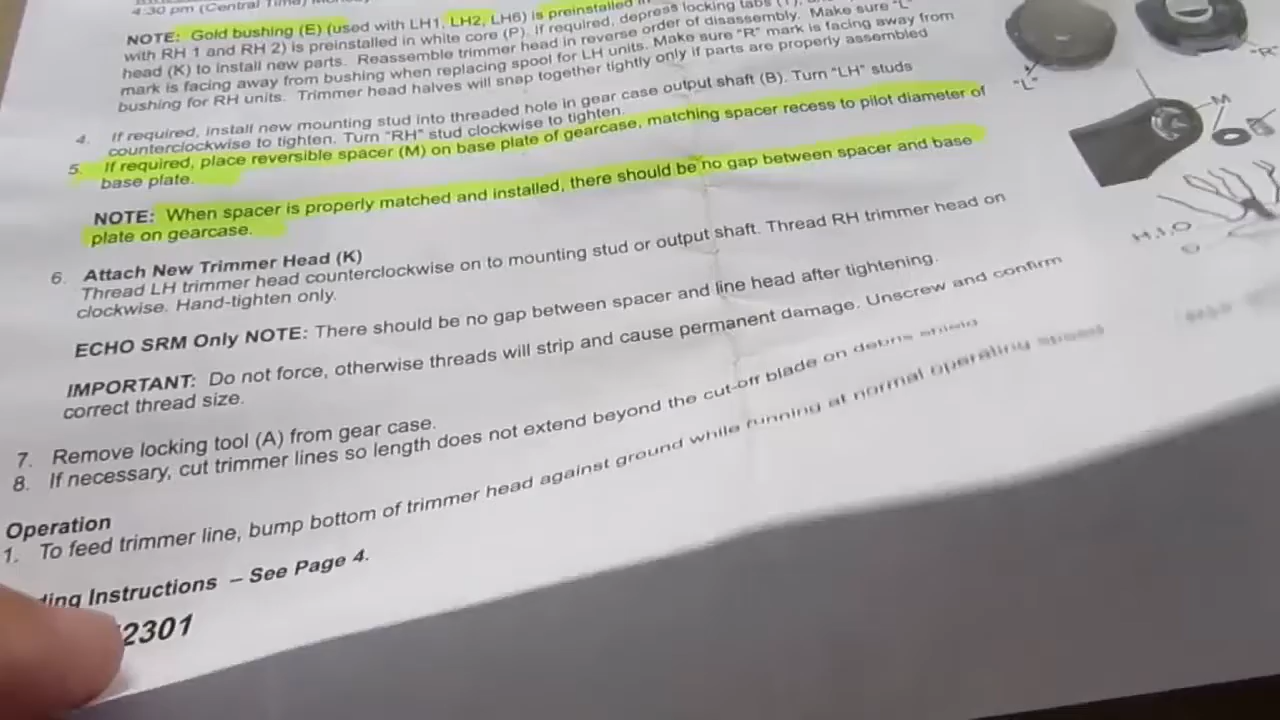 4:30 pm (Central Time)
NOTE: Gold bushing (E) (used with LH1, LH2, LH6) is preinstalled
with RH 1 and RH 2) is preinstalled in white core (P). If required, depress locking tabs
head (K) to install new parts. Reassemble trimmer head in reverse order of disassembly. Make sure "L"
mark is facing away from bushing when replacing spool for LH units. Make sure "R" mark is facing away from
bushing for RH units. Trimmer head halves will snap together tightly only if parts are properly assembled
4. If required, install new mounting stud into threaded hole in gear case output shaft (B). Turn "LH" studs
counterclockwise to tighten. Turn "RH" stud clockwise to tighten.
5. If required, place reversible spacer (M) on base plate of gearcase, matching spacer recess to pilot diameter of
base plate.
NOTE: When spacer is properly matched and installed, there should be no gap between spacer and base
plate on gearcase.
6. Attach New Trimmer Head (K)
Thread LH trimmer head counterclockwise on to mounting stud or output shaft. Thread RH trimmer head on
clockwise. Hand-tighten only.
ECHO SRM Only NOTE: There should be no gap between spacer and line head after tightening.
IMPORTANT: Do not force, otherwise threads will strip and cause permanent damage. Unscrew and confirm
correct thread size.
7. Remove locking tool (A) from gear case.
8. If necessary, cut trimmer lines so length does not extend beyond the cut-off blade on debris shield
Operation
1. To feed trimmer line, bump bottom of trimmer head against ground while running at normal operating speed
Instructions – See Page 4.
2301
"L"
"R"
M
H,I,O